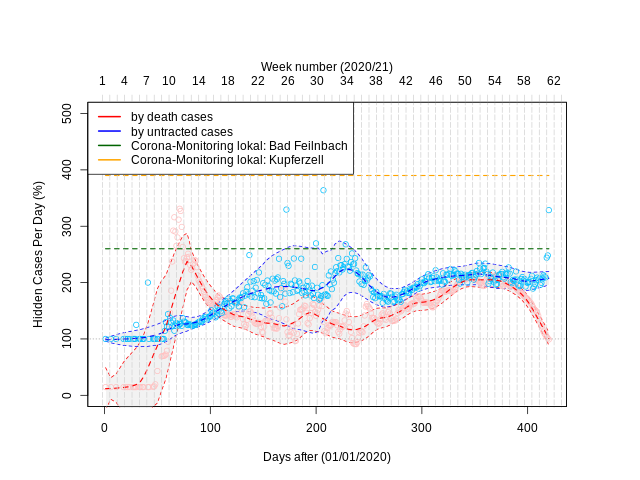 Week number (2020/21)
1 4 7 10 14 18 22 26 30 34 38 42 46 50 54 58 62
by death cases
by untracted cases
Corona-Monitoring lokal: Bad Feilnbach
Corona-Monitoring lokal: Kupferzell
Hidden Cases Per Day (%)
500
400
300
200
100
0
0 100 200 300 400
Days after (01/01/2020)